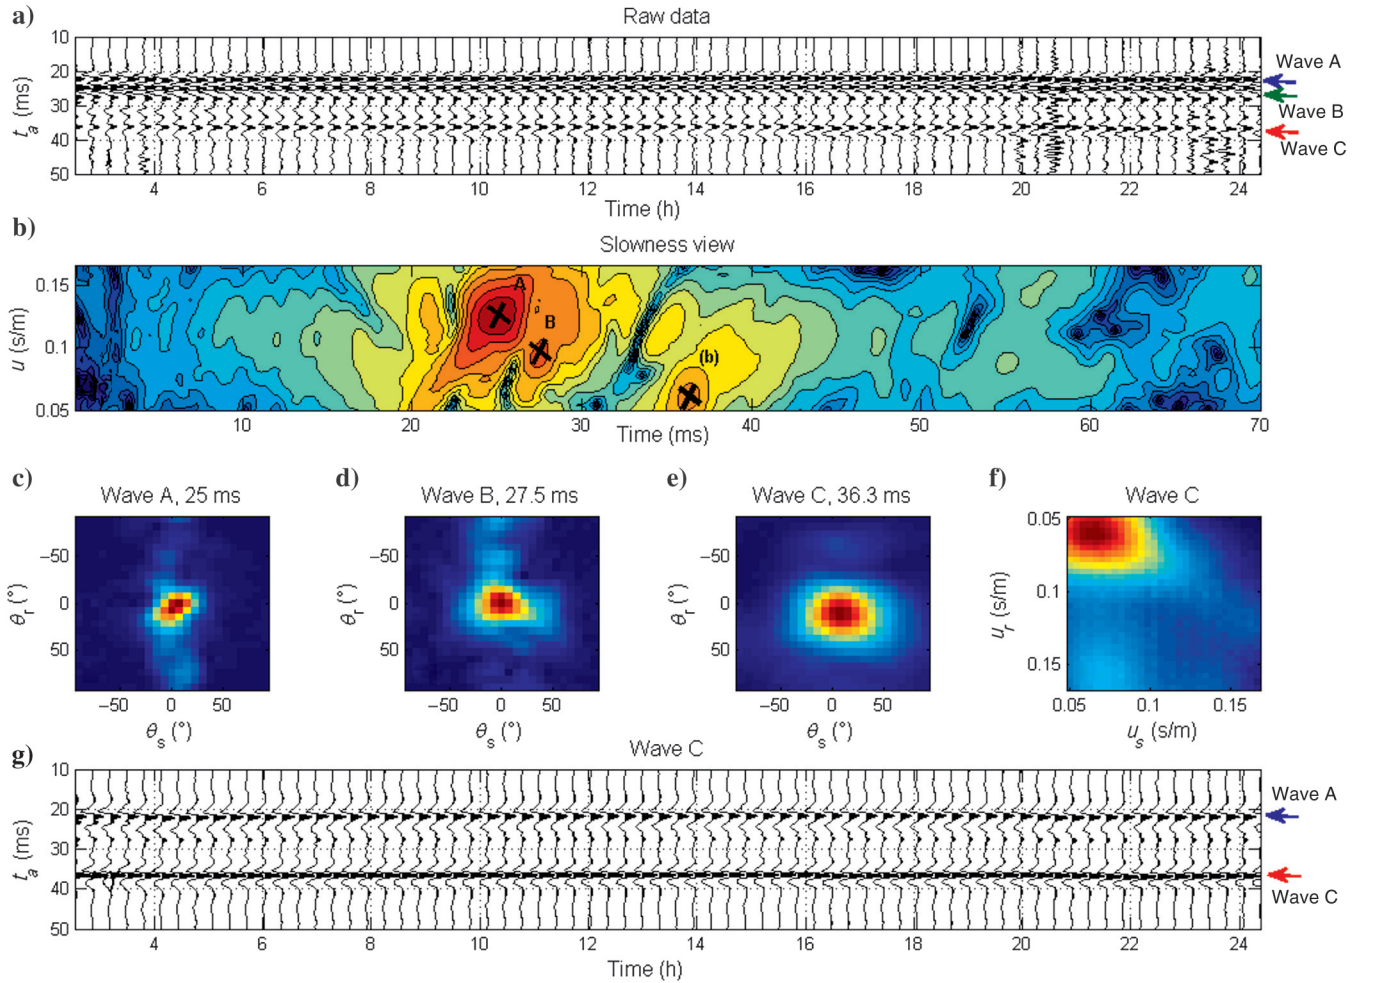 a)
Raw data
10
20
30
40
50
t_a (ms)
4 6 8 10 12 14 16 18 20 22 24
Time (h)
Wave A
Wave B
Wave C
b)
Slowness view
0.15
0.1
0.05
u (s/m)
A
B
(b)
10 20 30 40 50 60 70
Time (ms)
c)
Wave A, 25 ms
−50
0
50
θ_r (°)
−50 0 50
θ_s (°)
d)
Wave B, 27.5 ms
−50
0
50
θ_r (°)
−50 0 50
θ_s (°)
e)
Wave C, 36.3 ms
−50
0
50
θ_r (°)
−50 0 50
θ_s (°)
f)
Wave C
0.05
0.1
0.15
u_r (s/m)
0.05 0.1 0.15
u_s (s/m)
g)
Wave C
10
20
30
40
50
t_a (ms)
4 6 8 10 12 14 16 18 20 22 24
Time (h)
Wave A
Wave C